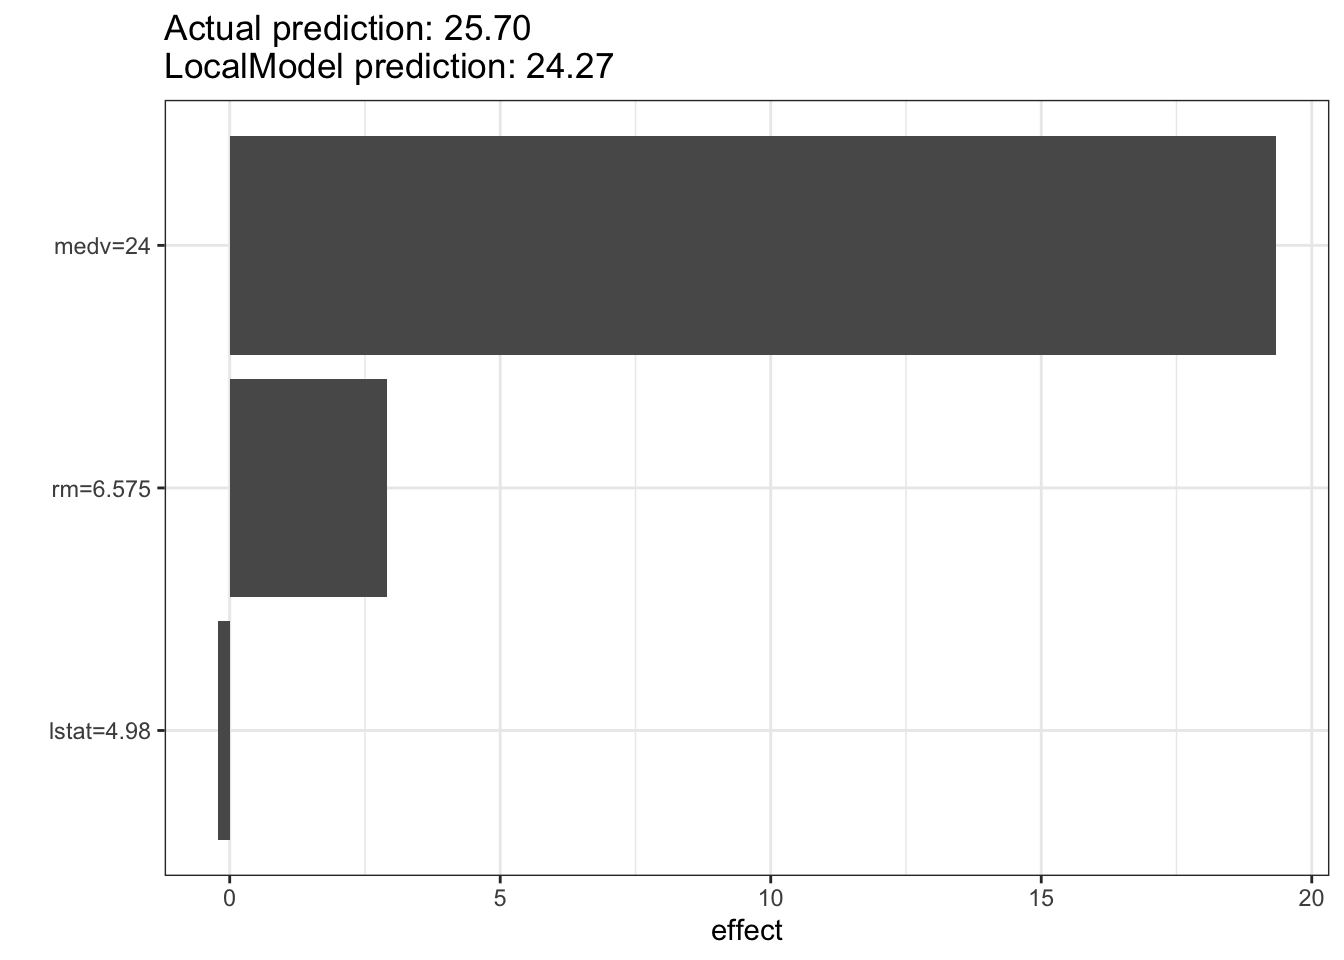 Actual prediction: 25.70
LocalModel prediction: 24.27
medv=24
rm=6.575
lstat=4.98
0 5 10 15 20
effect